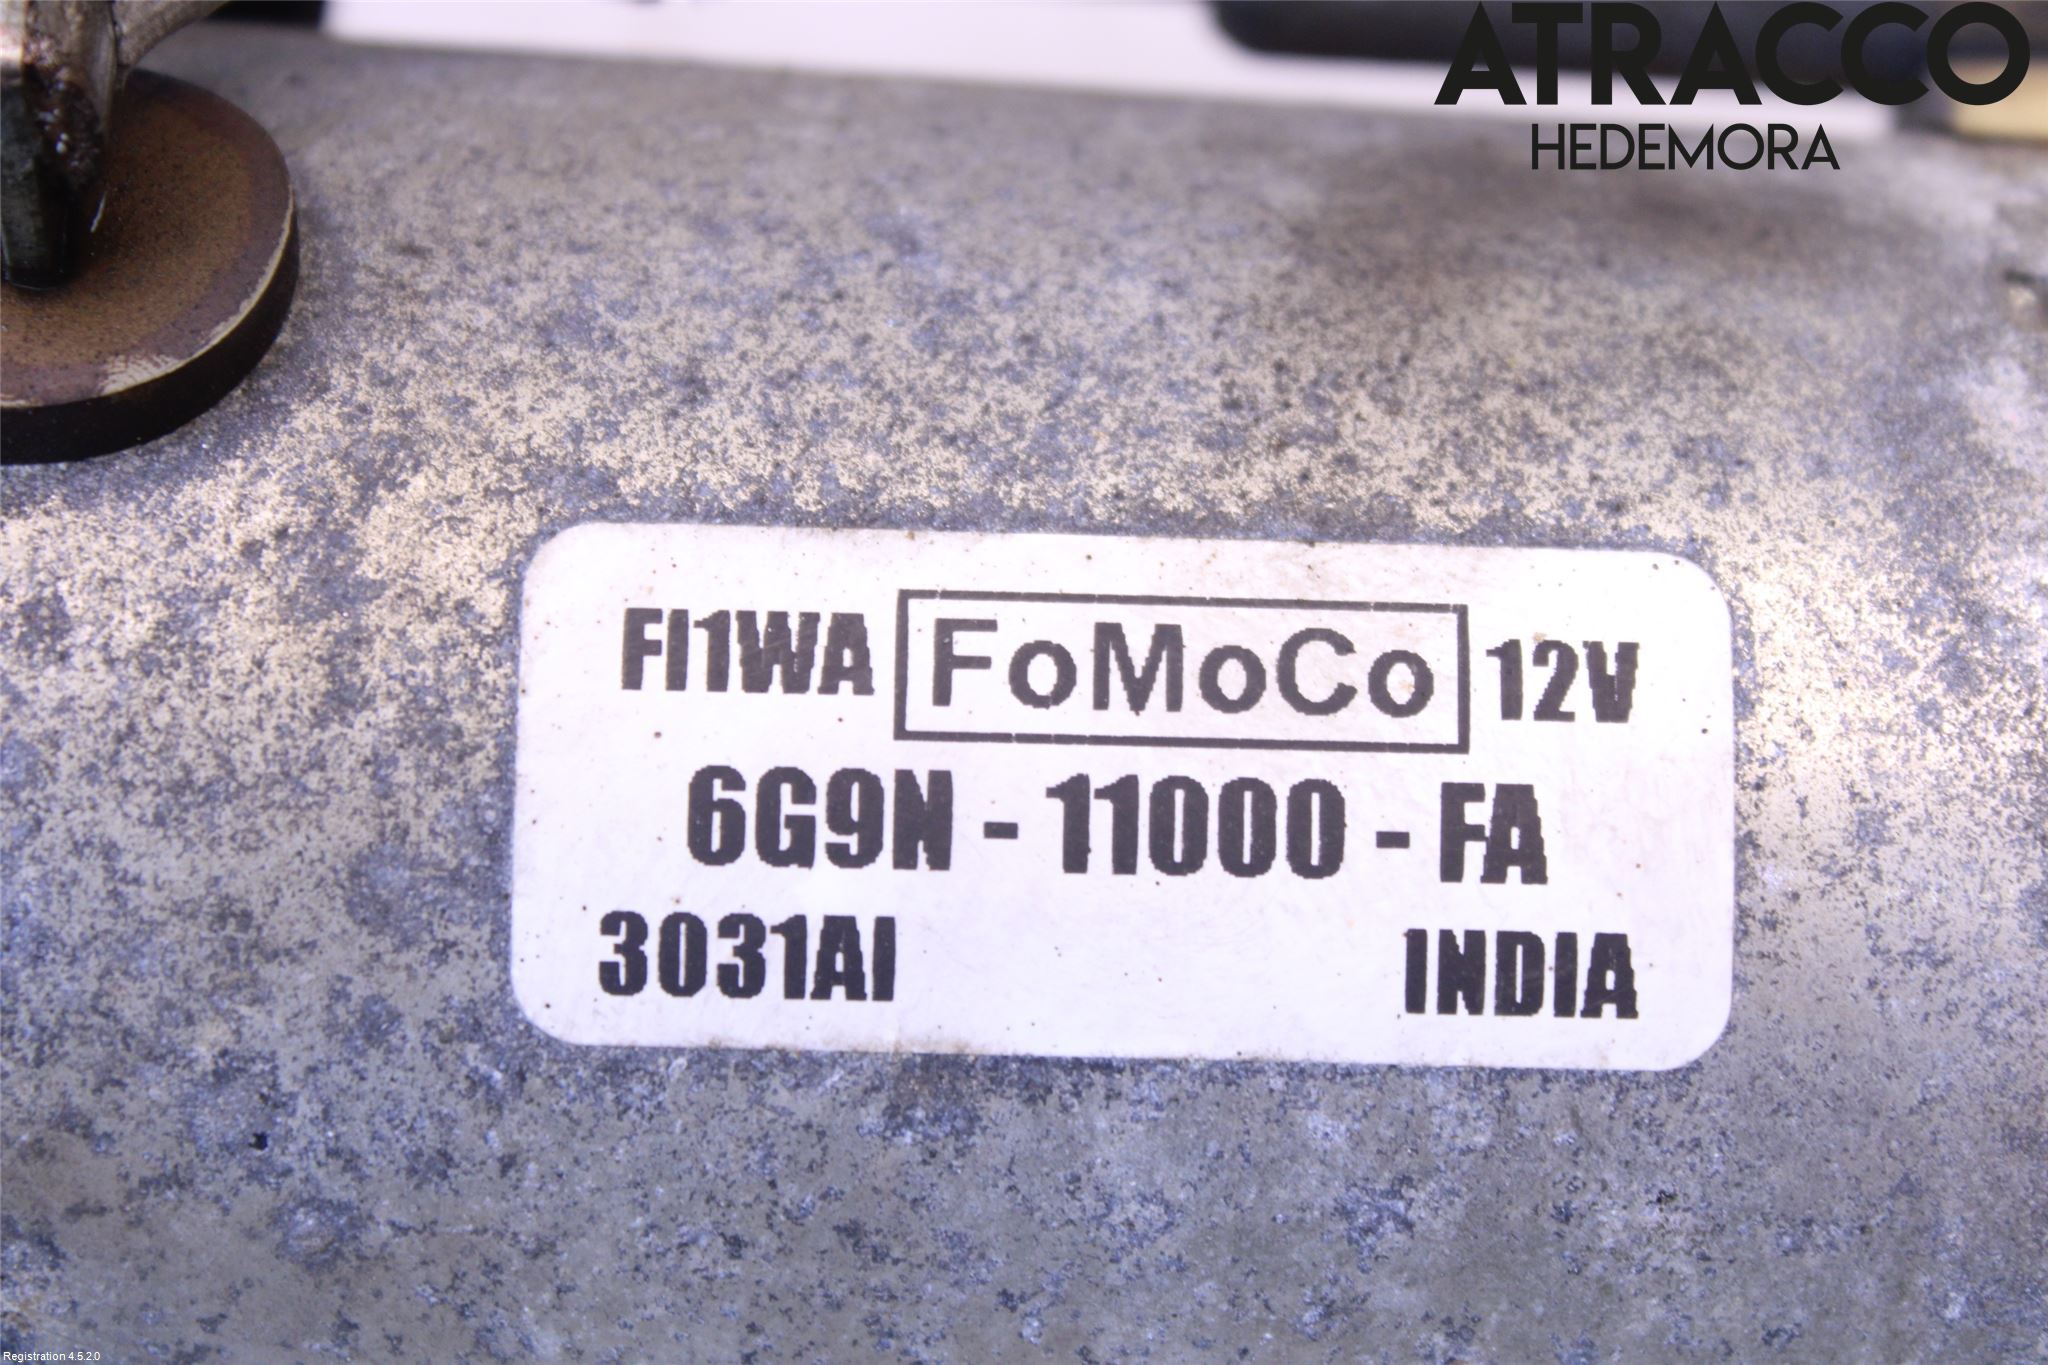 ATRACCO
HEDEMORA
FI1WA FoMoCo 12V
6G9N - 11000 - FA
3031AI INDIA
Registration 4.5.2.0